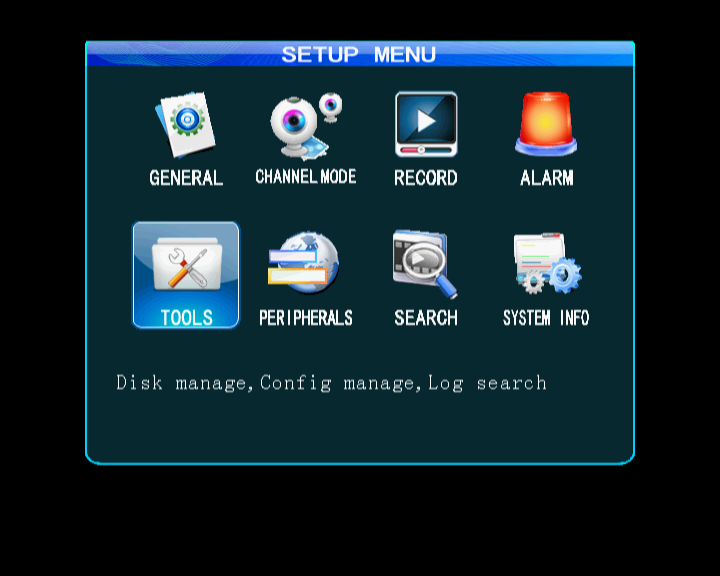 SETUP MENU
GENERAL
CHANNEL MODE
RECORD
ALARM
TOOLS
PERIPHERALS
SEARCH
SYSTEM INFO
Disk manage,Config manage,Log search